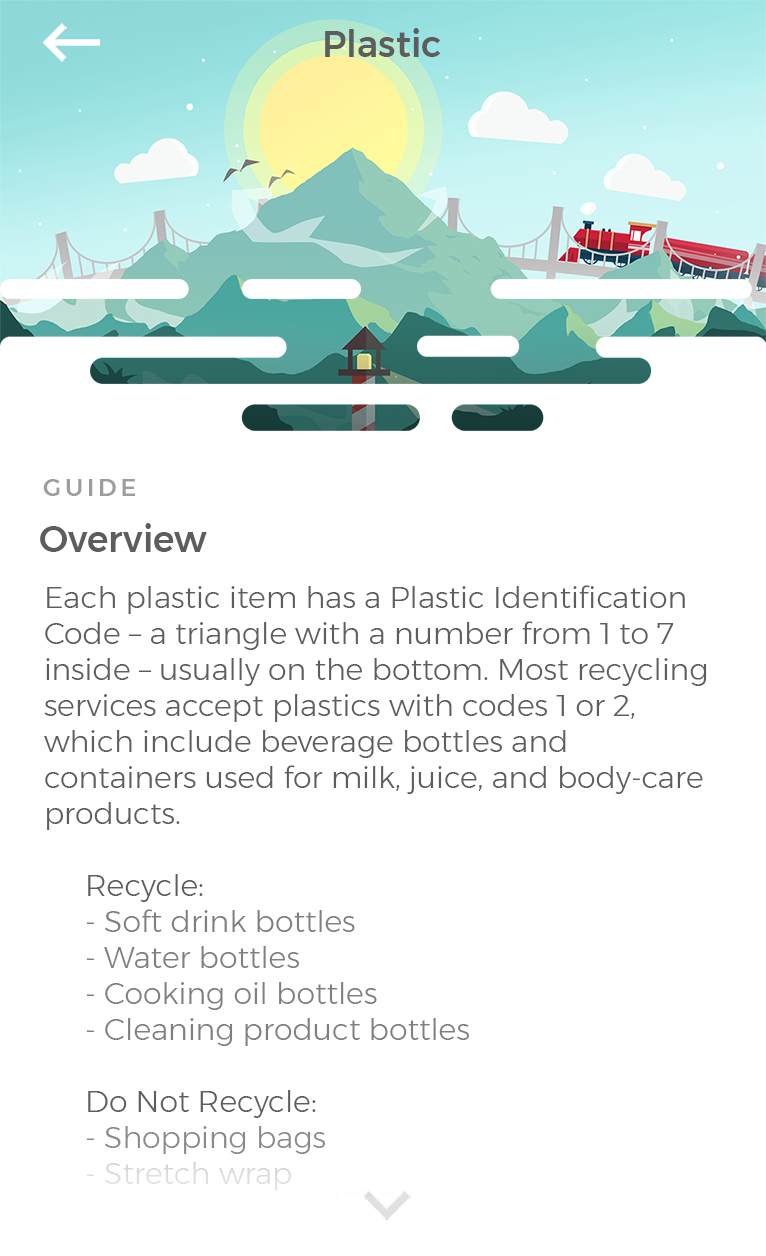 Plastic
GUIDE
Overview
Each plastic item has a Plastic Identification
Code – a triangle with a number from 1 to 7
inside – usually on the bottom. Most recycling
services accept plastics with codes 1 or 2,
which include beverage bottles and
containers used for milk, juice, and body-care
products.
Recycle:
- Soft drink bottles
- Water bottles
- Cooking oil bottles
- Cleaning product bottles
Do Not Recycle:
- Shopping bags
- Stretch wrap